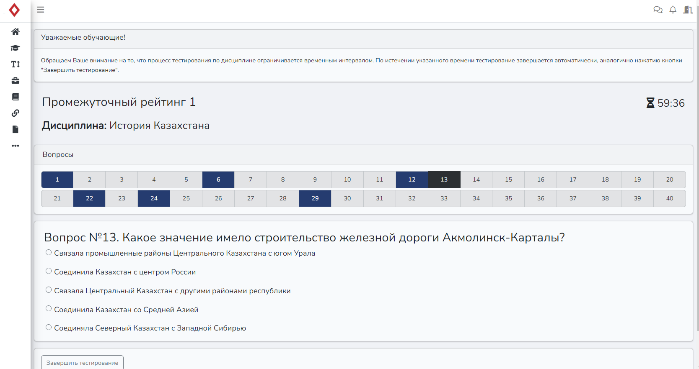 Уважаемые обучающие!
Обращаем Ваше внимание на то, что процесс тестирования по дисциплине ограничивается временным интервалом. По истечении указанного времени тестирование завершается автоматически, аналогично нажатию кнопки
"Завершить тестирование".
Промежуточный рейтинг 1
59:36
Дисциплина: История Казахстана
Вопросы
1 2 3 4 5 6 7 8 9 10 11 12 13 14 15 16 17 18 19 20
21 22 23 24 25 26 27 28 29 30 31 32 33 34 35 36 37 38 39 40
Вопрос №13. Какое значение имело строительство железной дороги Акмолинск-Карталы?
Связала промышленные районы Центрального Казахстана с югом Урала
Соединила Казахстан с центром России
Связала Центральный Казахстан с другими районами республики
Соединила Казахстан со Средней Азией
Соединяла Северный Казахстан с Западной Сибирью
Завершить тестирование